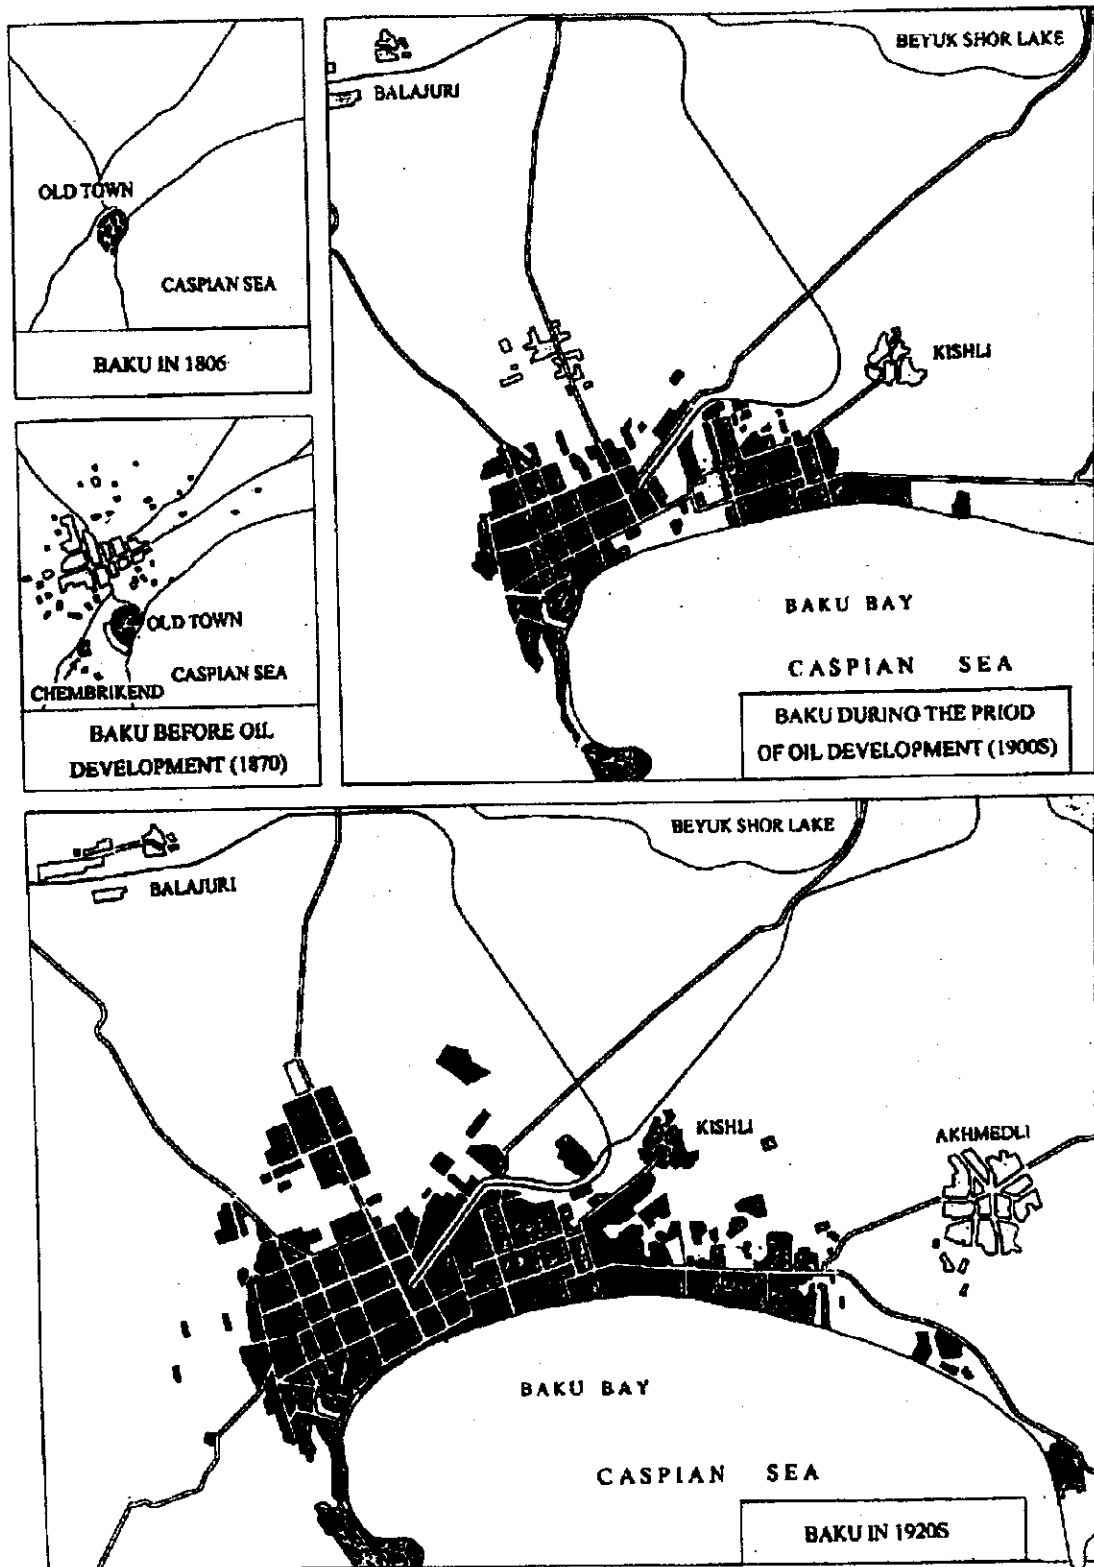 OLD TOWN
CASPIAN SEA
BAKU IN 1806
OLD TOWN
CASPIAN SEA
CHEMBRIKEND
BAKU BEFORE OIL
DEVELOPMENT (1870)
BEYUK SHOR LAKE
BALAJURI
KISHLI
BAKU BAY
CASPIAN SEA
BAKU DURING THE PRIOD
OF OIL DEVELOPMENT (1900S)
BEYUK SHOR LAKE
BALAJURI
KISHLI
AKHMEDLI
BAKU BAY
CASPIAN SEA
BAKU IN 1920S